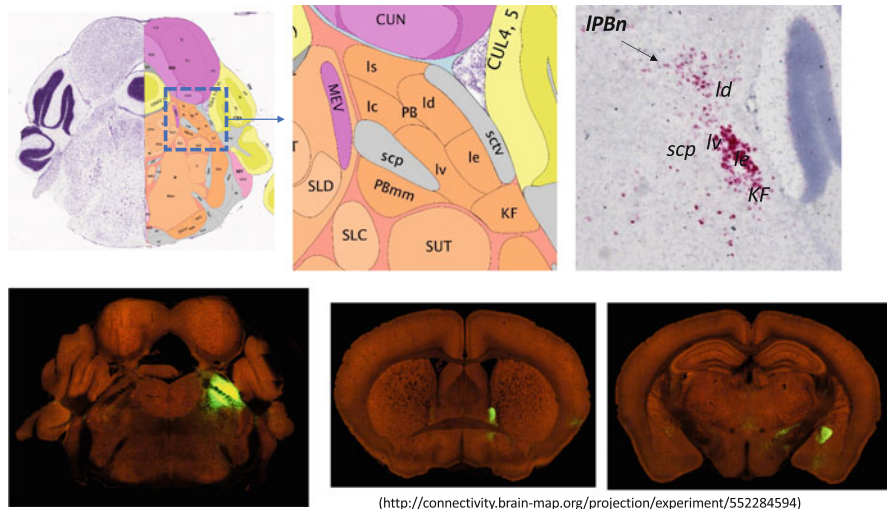 CUN
CUL4, 5
ls
MEV
lc
ld
PB
sctv
scp
lv
le
SLD
PBmm
KF
SLC
SUT
T
lPBn
ld
scp
lv
le
KF
(http://connectivity.brain-map.org/projection/experiment/552284594)